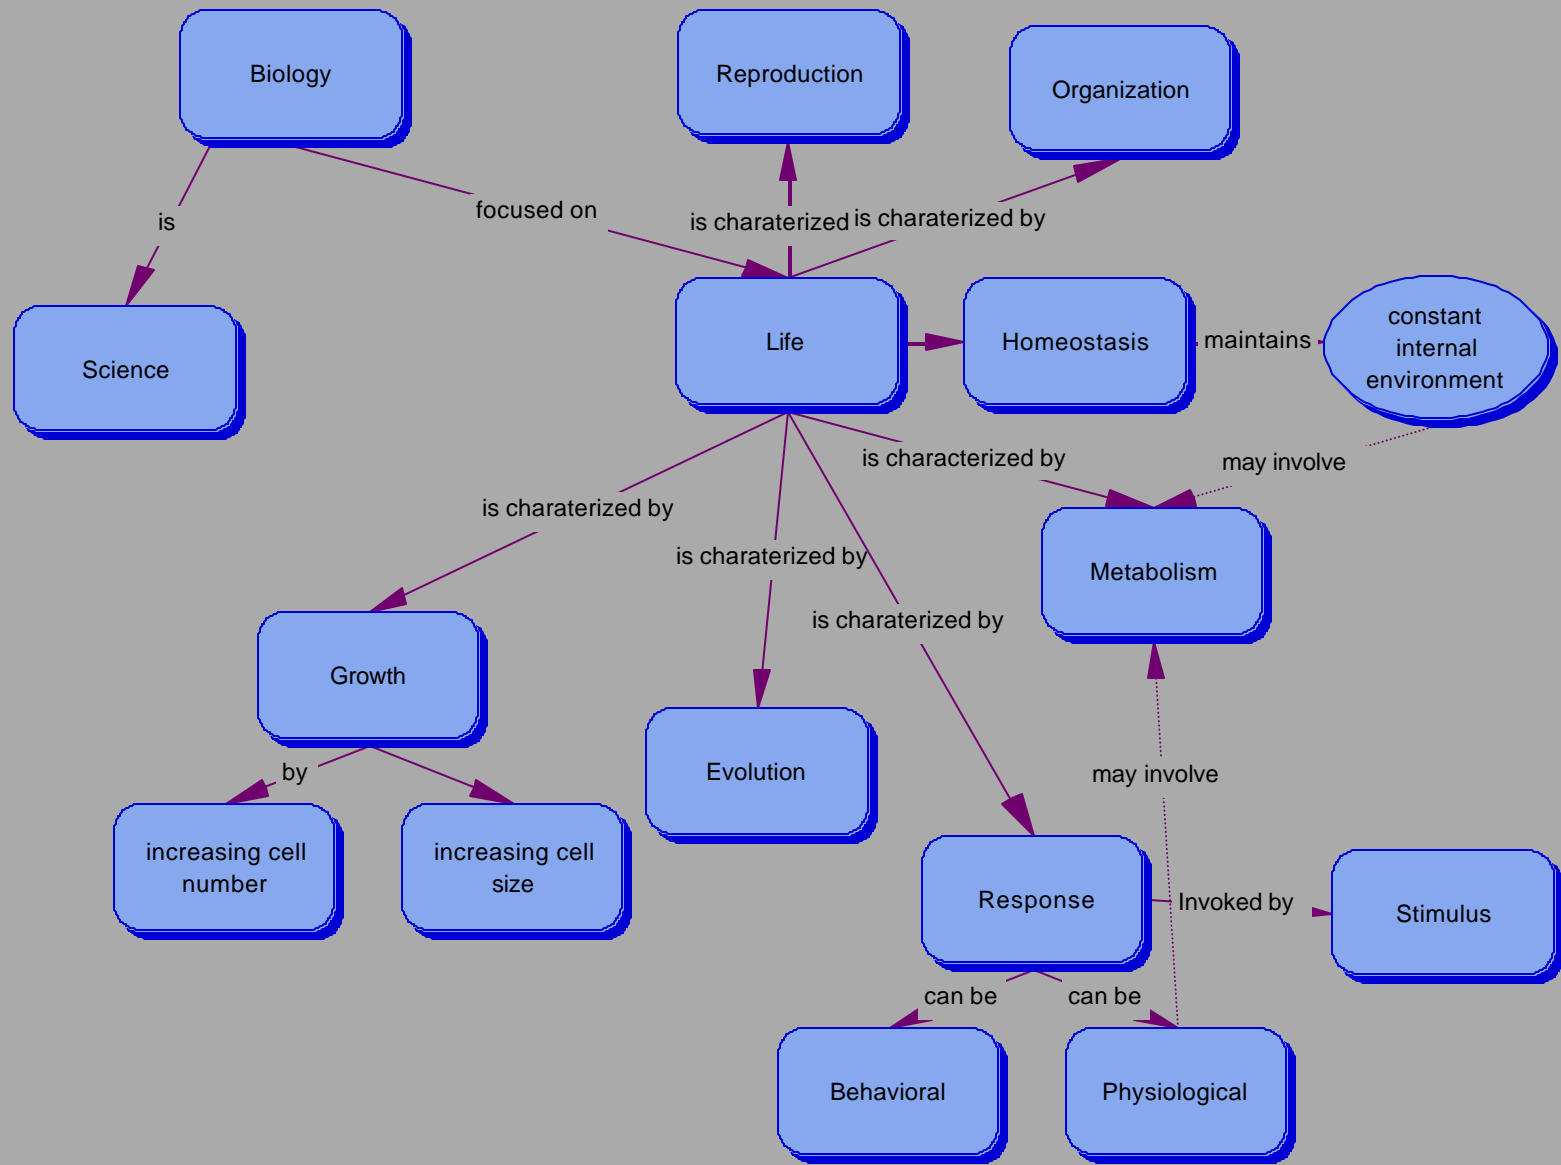 Biology
Reproduction
Organization
is
focused on
is charaterized
is charaterized by
Science
Life
Homeostasis
maintains
constant
internal
environment
is characterized by
may involve
is charaterized by
is charaterized by
is charaterized by
Metabolism
Growth
Evolution
by
may involve
increasing cell
number
increasing cell
size
Response
Invoked by
Stimulus
can be
can be
Behavioral
Physiological